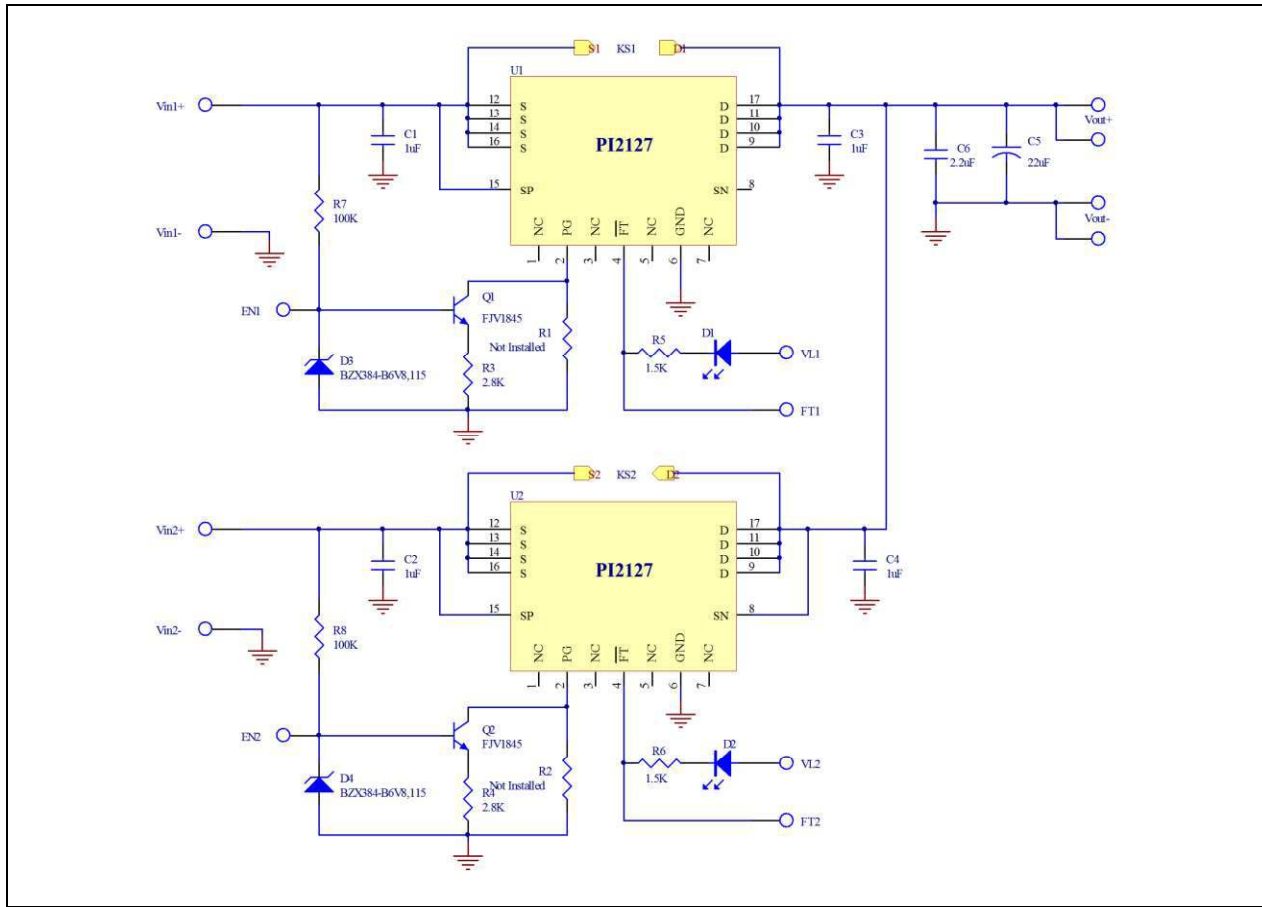 S1 KS1 D1
U1
Vin1+
12 S D 17
13 S D 11
14 S D 10
16 S D 9
PI2127
C1
1uF
C3
1uF
C6
2.2uF
C5
22uF
Vout+
15 SP SN 8
R7
100K
NC PG NC FT NC GND NC
1 2 3 4 5 6 7
Vin1-
Vout-
EN1
Q1
FJV1845
R1
Not Installed
D3
BZX384-B6V8,115
R3
2.8K
R5
1.5K
D1
VL1
FT1
S2 KS2 D2
U2
Vin2+
12 S D 17
13 S D 11
14 S D 10
16 S D 9
PI2127
C2
1uF
C4
1uF
15 SP SN 8
R8
100K
NC PG NC FT NC GND NC
1 2 3 4 5 6 7
Vin2-
EN2
Q2
FJV1845
R2
Not Installed
D4
BZX384-B6V8,115
R4
2.8K
R6
1.5K
D2
VL2
FT2